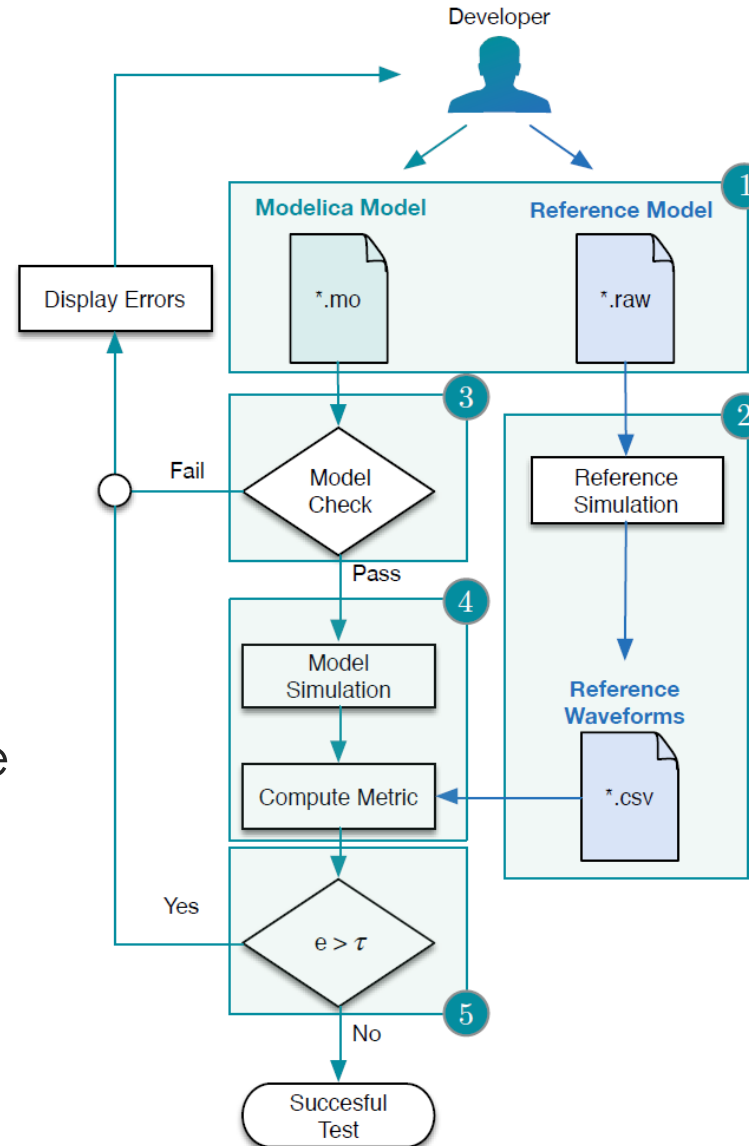 Developer
1
Modelica Model
Reference Model
*.mo
*.raw
Display Errors
3
2
Fail
Model
Check
Reference
Simulation
Pass
4
Model
Simulation
Reference
Waveforms
e
Compute Metric
*.csv
Yes
e > τ
5
No
Succesful
Test